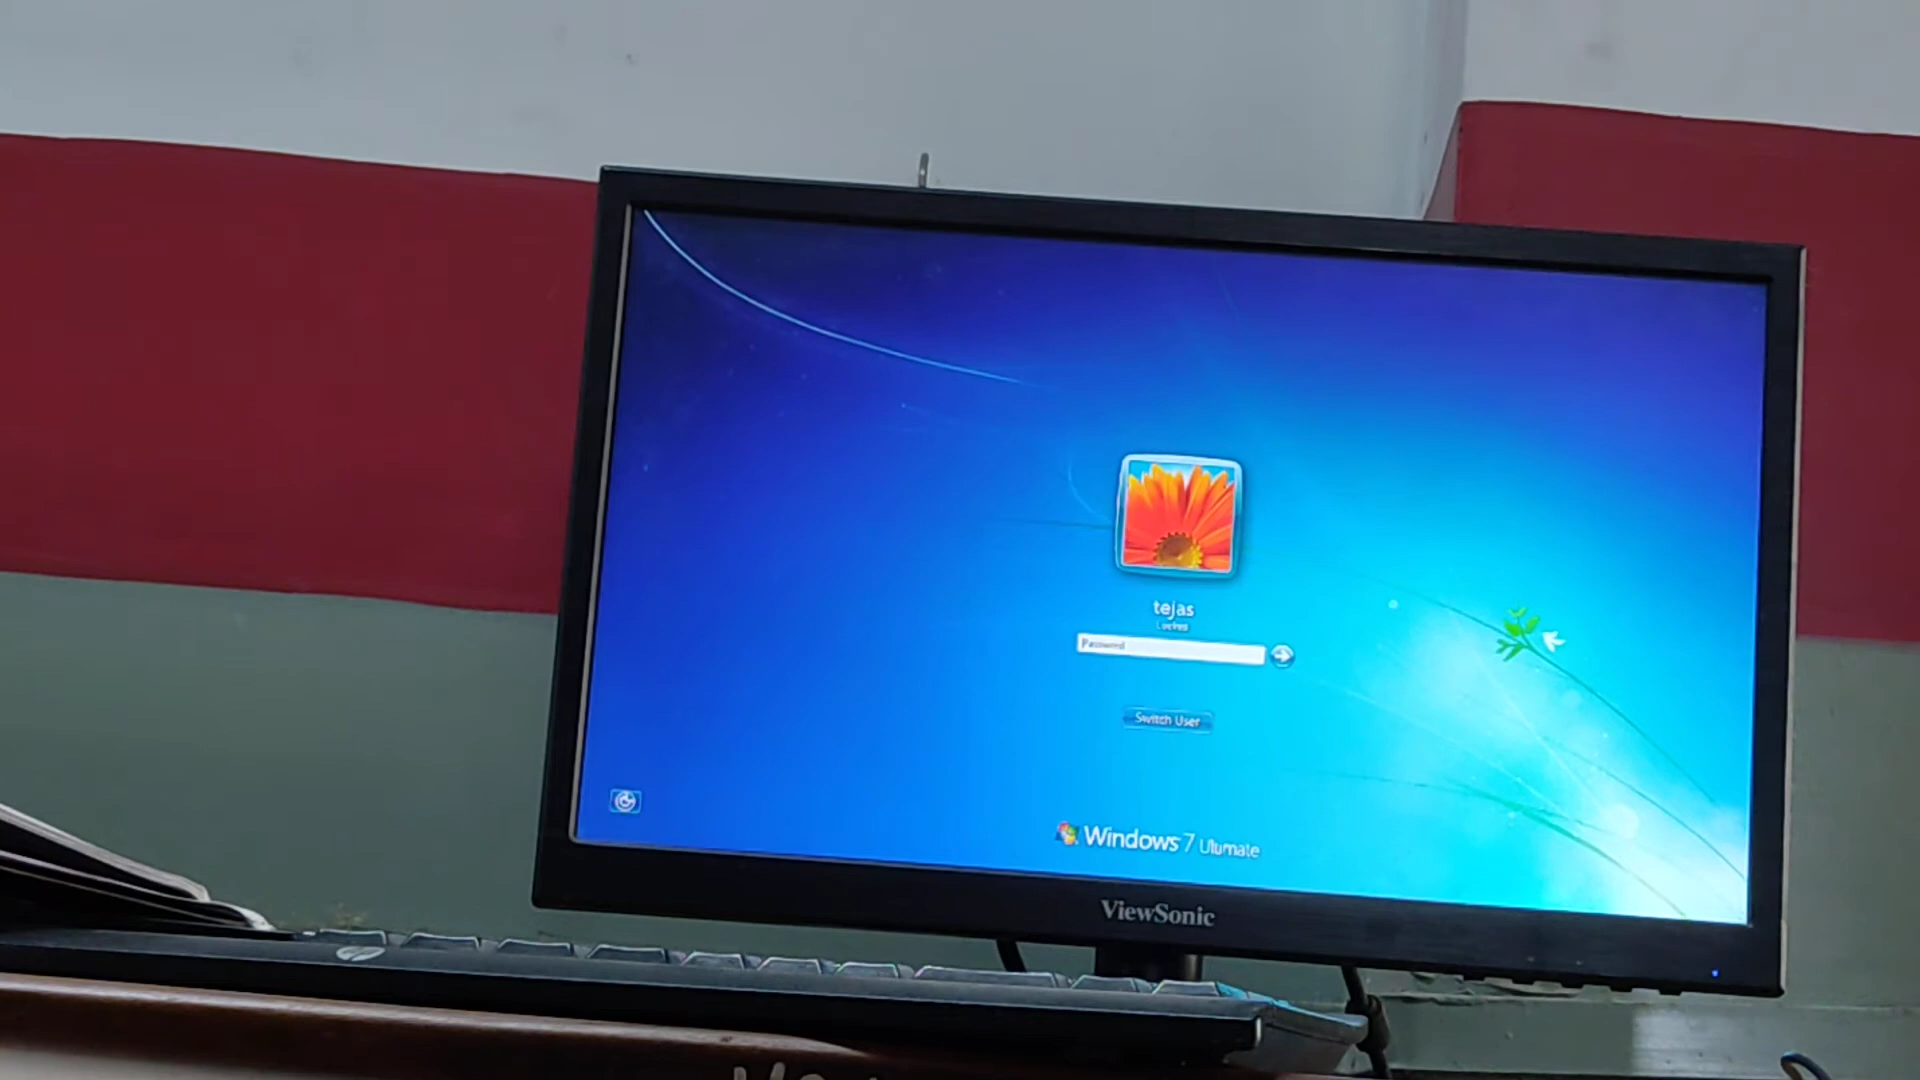 tejas
Locked
Password
Switch User
Windows 7 Ultimate
ViewSonic